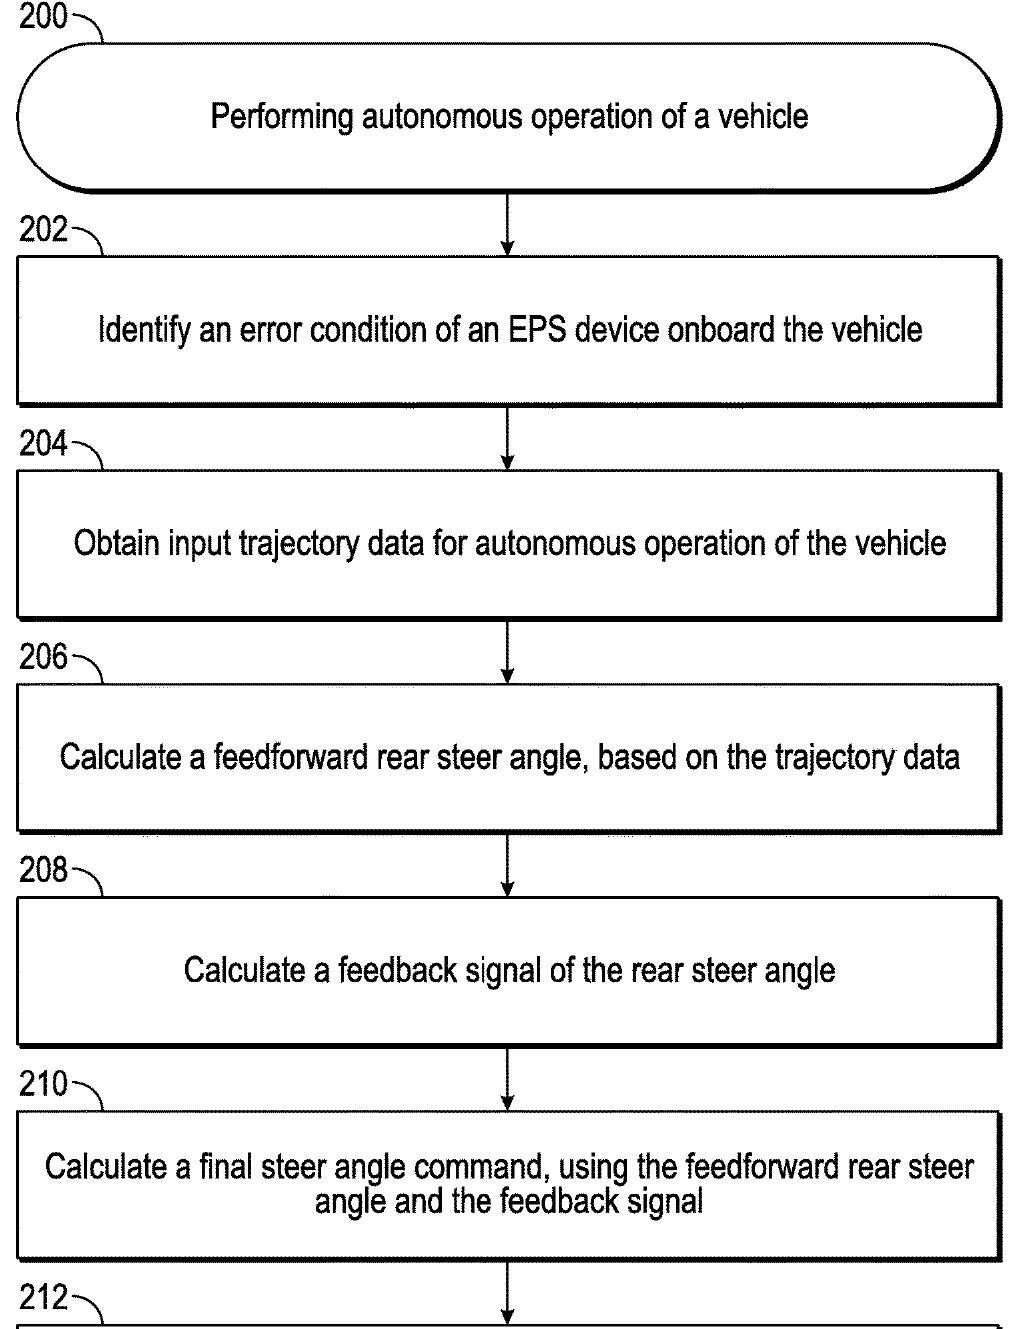 200
Performing autonomous operation of a vehicle
202
Identify an error condition of an EPS device onboard the vehicle
204
Obtain input trajectory data for autonomous operation of the vehicle
206
Calculate a feedforward rear steer angle, based on the trajectory data
208
Calculate a feedback signal of the rear steer angle
210
Calculate a final steer angle command, using the feedforward rear steer
angle and the feedback signal
212